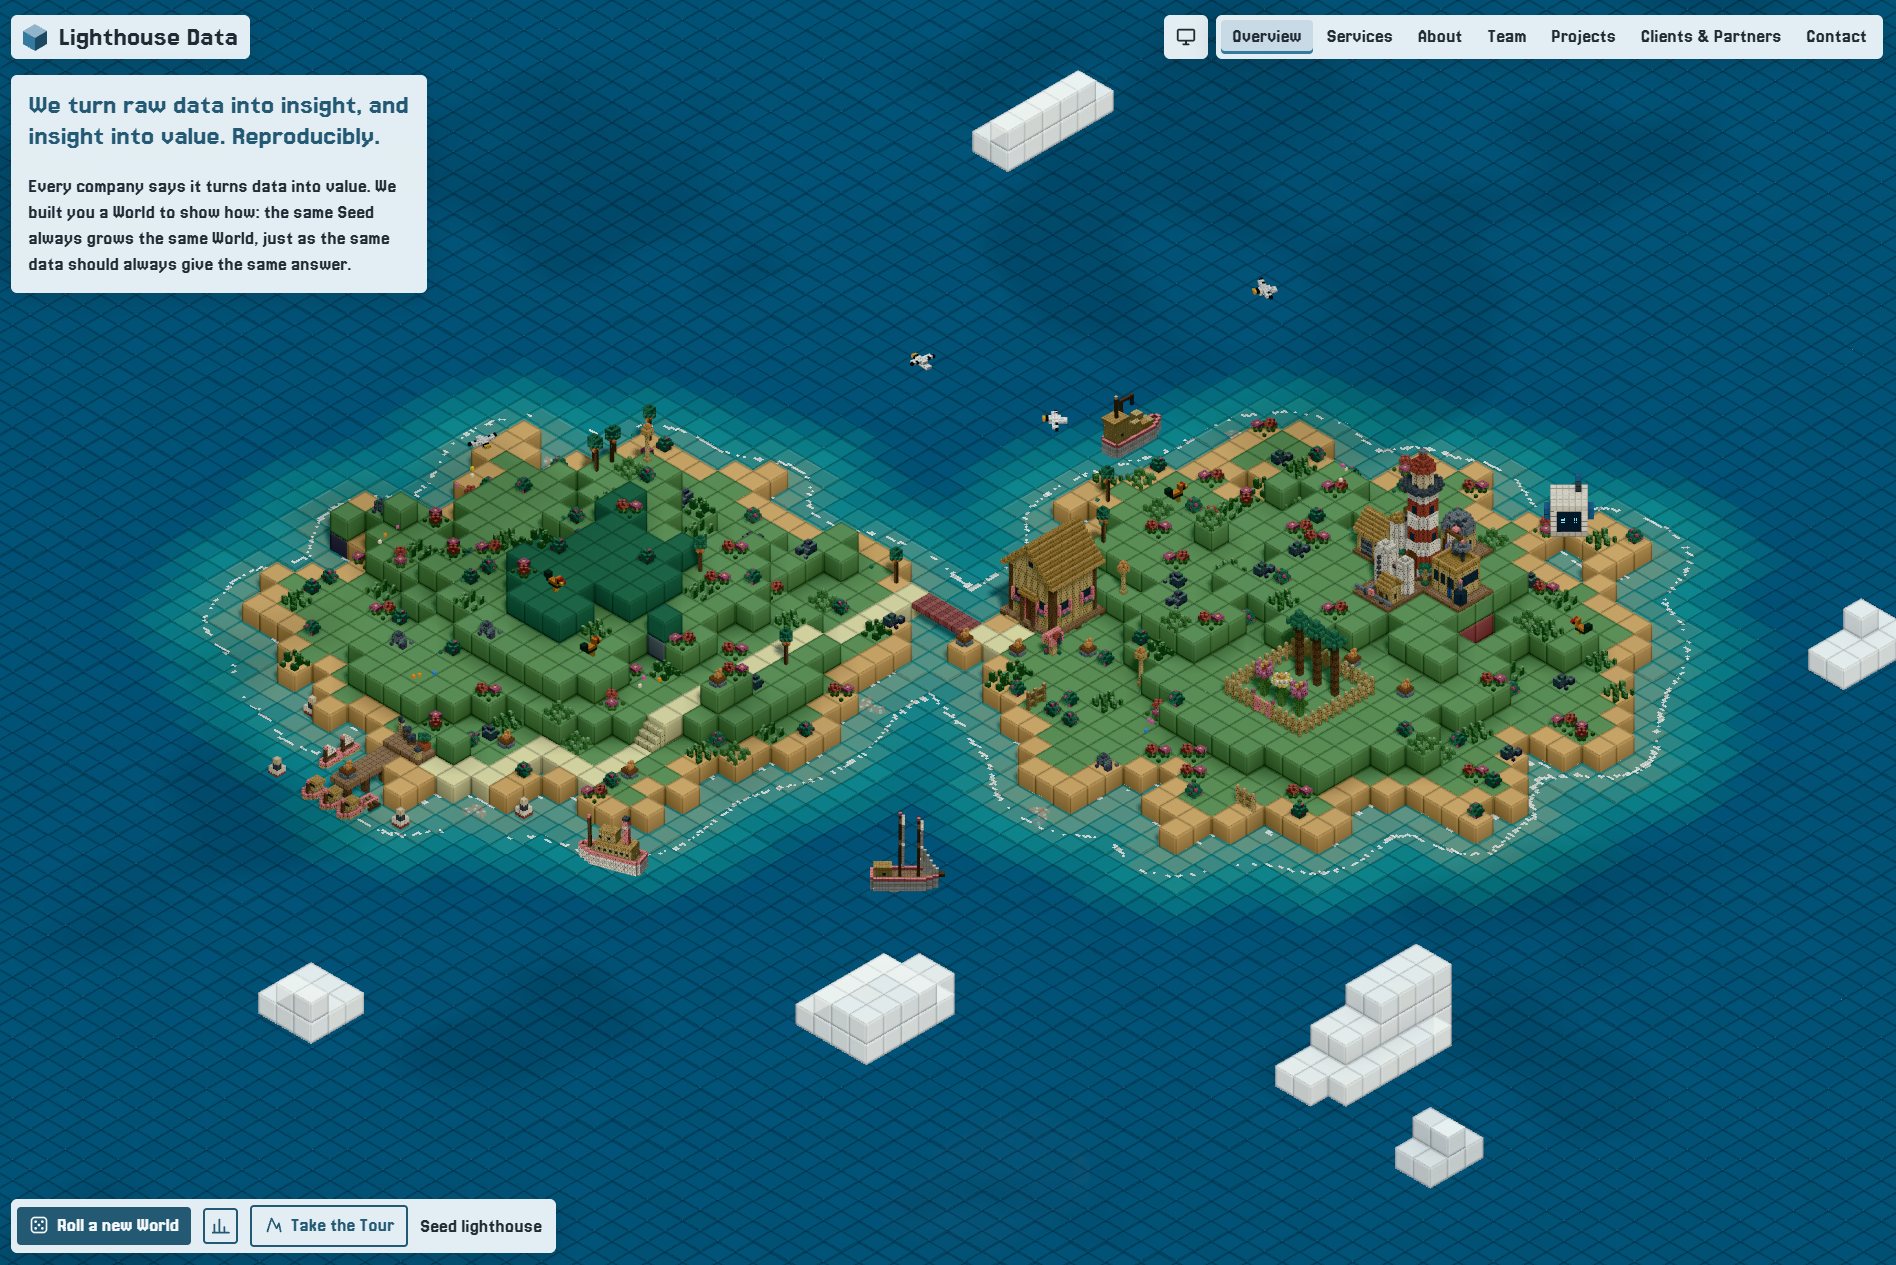 Lighthouse Data
Overview Services About Team Projects Clients & Partners Contact
We turn raw data into insight, and
insight into value. Reproducibly.
Every company says it turns data into value. We
built you a World to show how: the same Seed
always grows the same World, just as the same
data should always give the same answer.
Roll a new World Take the Tour Seed lighthouse